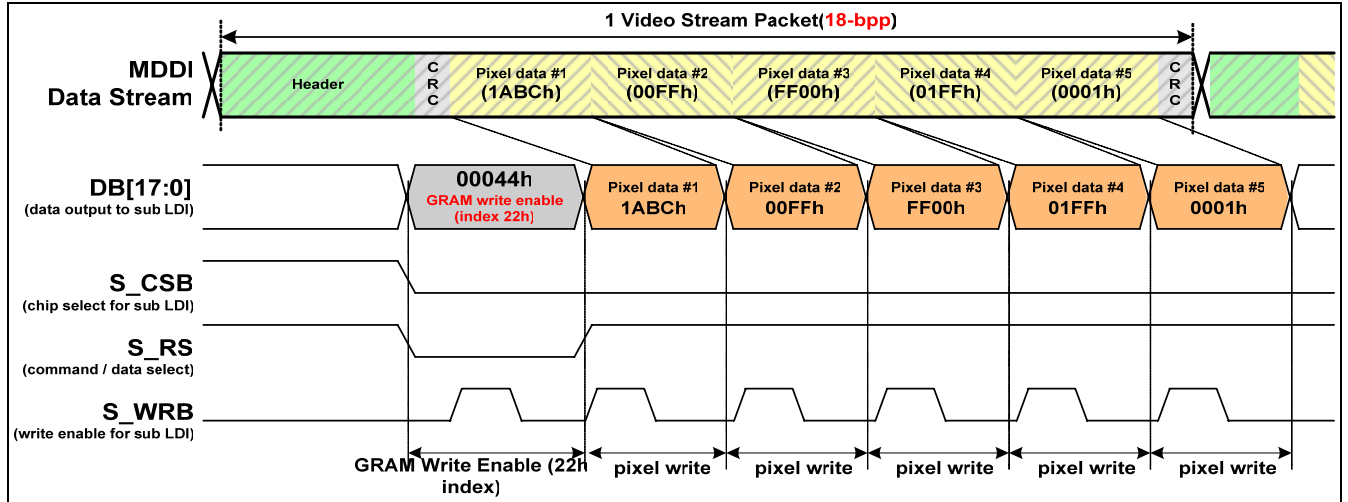 1 Video Stream Packet(18-bpp)
MDDI
Data Stream
Header
C
R
C
Pixel data #1
(1ABCh)
Pixel data #2
(00FFh)
Pixel data #3
(FF00h)
Pixel data #4
(01FFh)
Pixel data #5
(0001h)
C
R
C
DB[17:0]
(data output to sub LDI)
00044h
GRAM write enable
(index 22h)
Pixel data #1
1ABCh
Pixel data #2
00FFh
Pixel data #3
FF00h
Pixel data #4
01FFh
Pixel data #5
0001h
S_CSB
(chip select for sub LDI)
S_RS
(command / data select)
S_WRB
(write enable for sub LDI)
GRAM Write Enable (22h
index)
pixel write
pixel write
pixel write
pixel write
pixel write